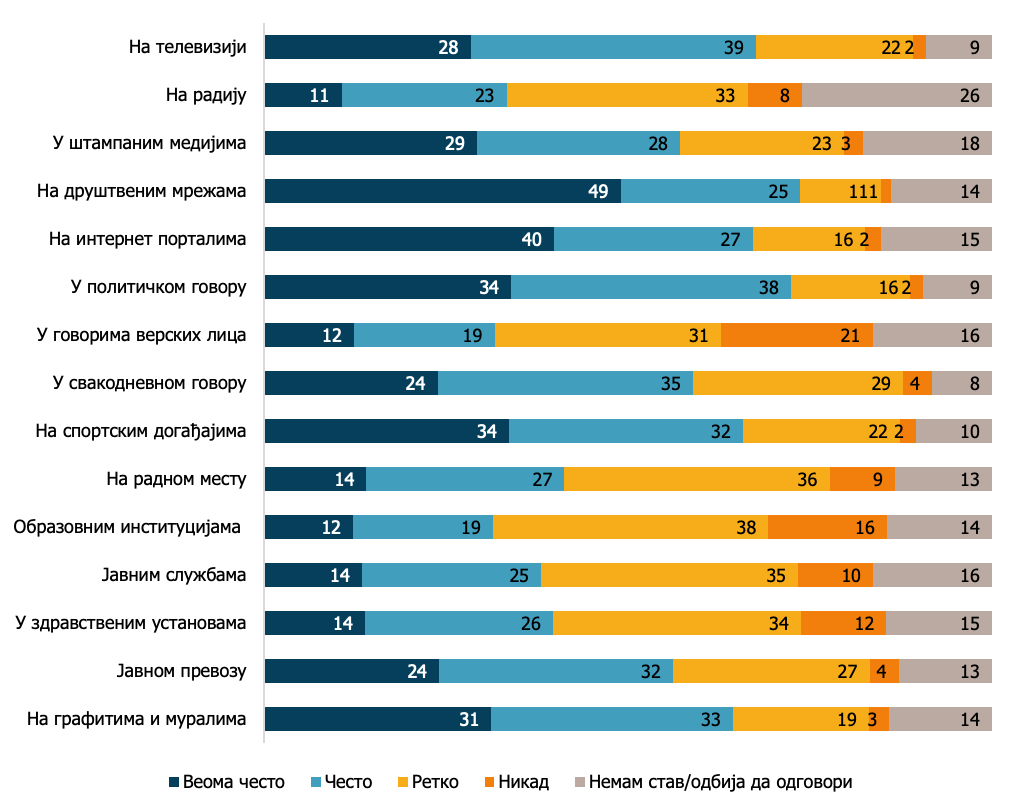 На телевизији 28 39 22 2 9
На радију 11 23 33 8 26
У штампаним медијима 29 28 23 3 18
На друштвеним мрежама 49 25 11 1 14
На интернет порталима 40 27 16 2 15
У политичком говору 34 38 16 2 9
У говорима верских лица 12 19 31 21 16
У свакодневном говору 24 35 29 4 8
На спортским догађајима 34 32 22 2 10
На радном месту 14 27 36 9 13
Образовним институцијама 12 19 38 16 14
Јавним службама 14 25 35 10 16
У здравственим установама 14 26 34 12 15
Јавном превозу 24 32 27 4 13
На графитима и муралима 31 33 19 3 14
Веома често Често Ретко Никад Немам став/одбија да одговори